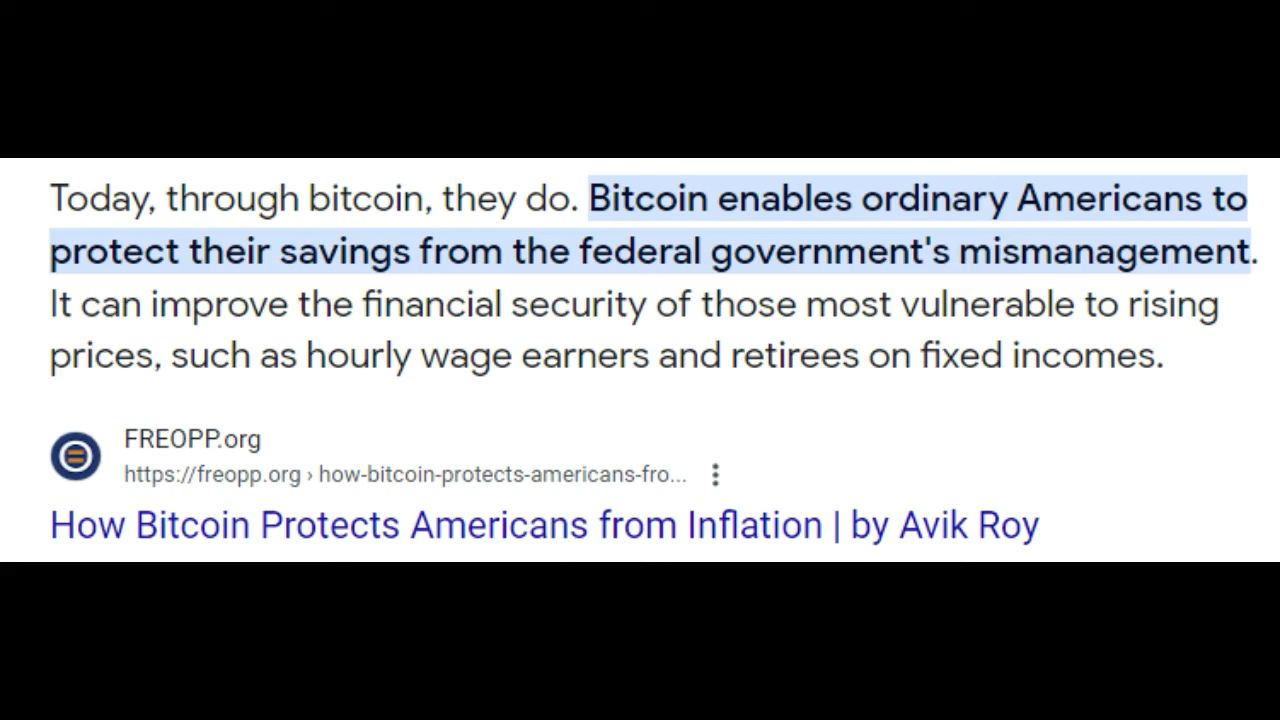 Today, through bitcoin, they do. Bitcoin enables ordinary Americans to
protect their savings from the federal government's mismanagement.
It can improve the financial security of those most vulnerable to rising
prices, such as hourly wage earners and retirees on fixed incomes.
FREOPP.org
https://freopp.org › how-bitcoin-protects-americans-fro...
How Bitcoin Protects Americans from Inflation | by Avik Roy